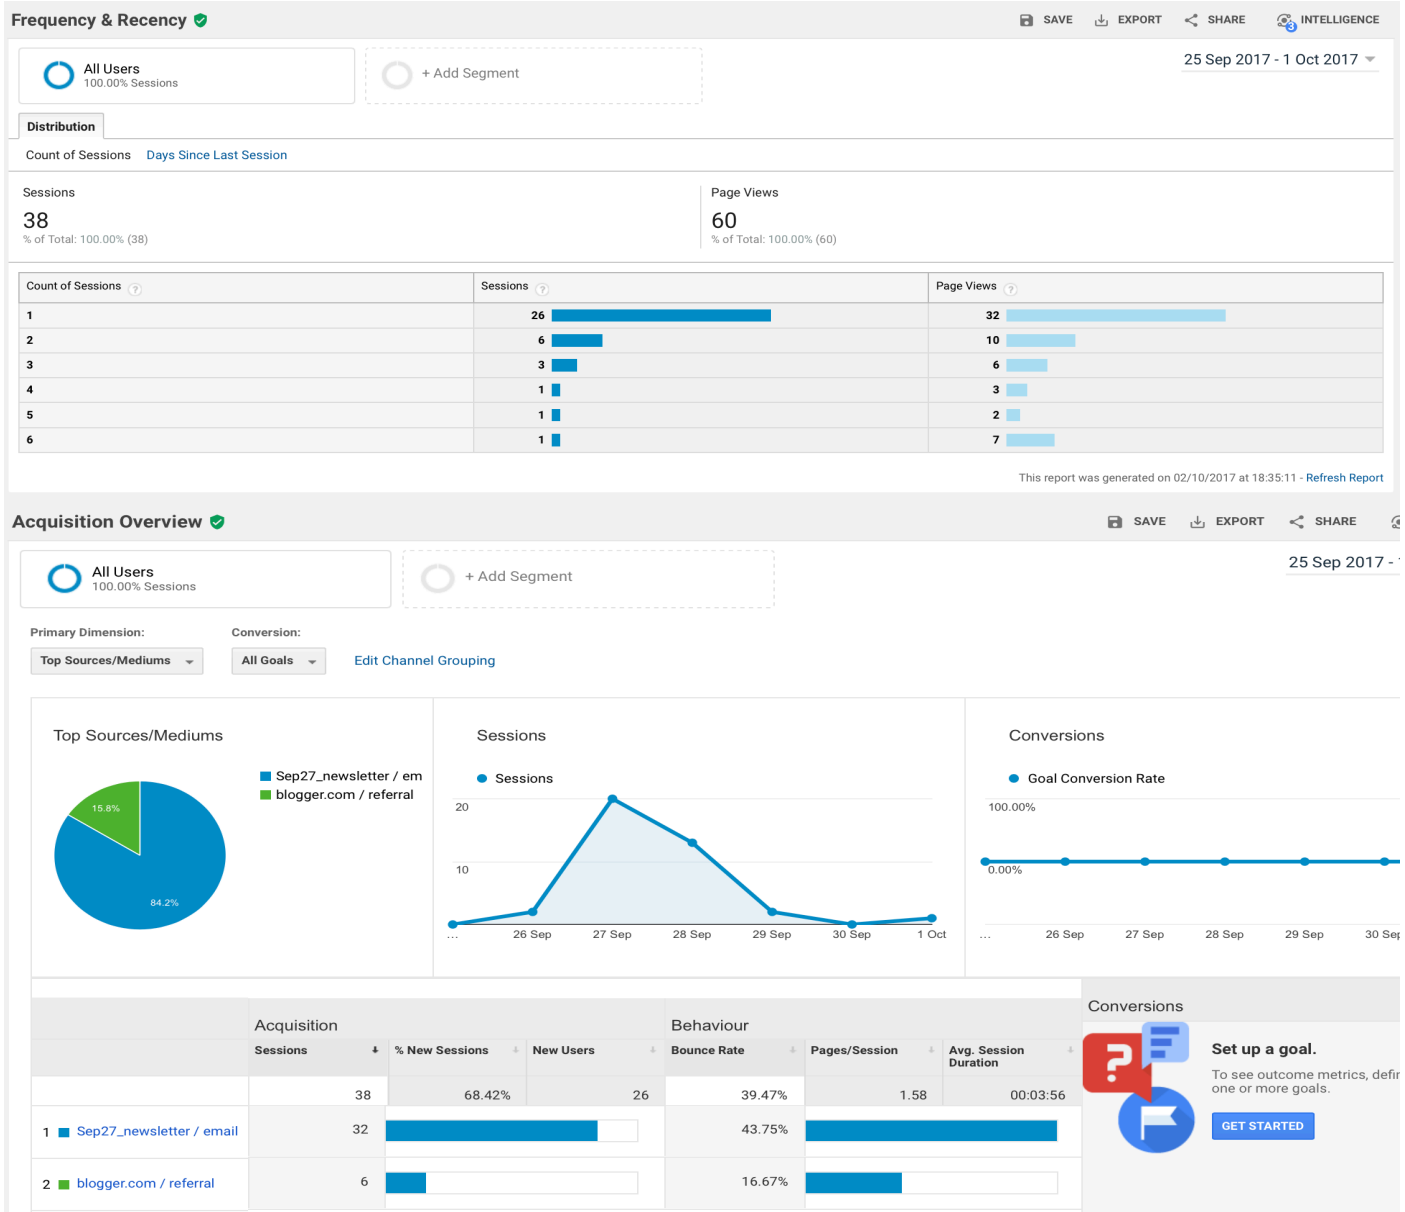 Frequency & Recency
SAVE EXPORT SHARE 3 INTELLIGENCE
All Users
100.00% Sessions
+ Add Segment
25 Sep 2017 - 1 Oct 2017
Distribution
Count of Sessions Days Since Last Session
Sessions
38
% of Total: 100.00% (38)
Page Views
60
% of Total: 100.00% (60)
Count of Sessions ? Sessions ? Page Views ?
1 26 32
2 6 10
3 3 6
4 1 3
5 1 2
6 1 7
This report was generated on 02/10/2017 at 18:35:11 - Refresh Report
Acquisition Overview
SAVE EXPORT SHARE
All Users
100.00% Sessions
+ Add Segment
25 Sep 2017 -
Primary Dimension: Conversion:
Top Sources/Mediums All Goals Edit Channel Grouping
Top Sources/Mediums
Sep27_newsletter / em
blogger.com / referral
15.8%
84.2%
Sessions
Sessions
20
10
... 26 Sep 27 Sep 28 Sep 29 Sep 30 Sep 1 Oct
Conversions
Goal Conversion Rate
100.00%
0.00%
... 26 Sep 27 Sep 28 Sep 29 Sep 30 Sep
Acquisition Behaviour Conversions
Sessions % New Sessions New Users Bounce Rate Pages/Session Avg. Session
Duration
38 68.42% 26 39.47% 1.58 00:03:56
1 Sep27_newsletter / email 32 43.75%
2 blogger.com / referral 6 16.67%
?
Set up a goal.
To see outcome metrics, defin
one or more goals.
GET STARTED